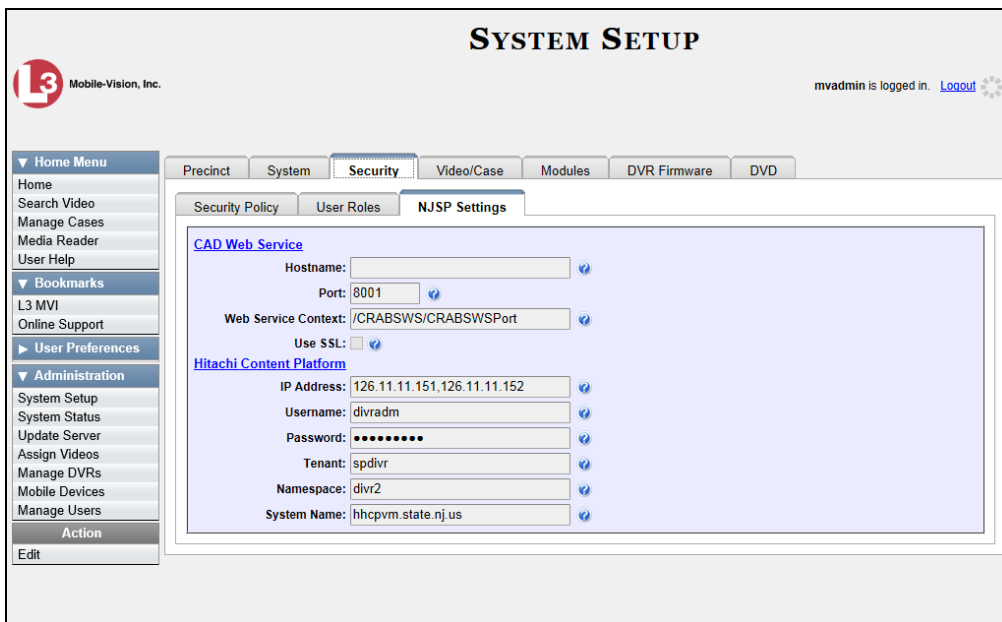 SYSTEM SETUP
L3 Mobile-Vision, Inc.
mvadmin is logged in. Logout
▼ Home Menu
Home
Search Video
Manage Cases
Media Reader
User Help
▼ Bookmarks
L3 MVI
Online Support
▶ User Preferences
▼ Administration
System Setup
System Status
Update Server
Assign Videos
Manage DVRs
Mobile Devices
Manage Users
Action
Edit
Precinct System Security Video/Case Modules DVR Firmware DVD
Security Policy User Roles NJSP Settings
CAD Web Service
Hostname: ?
Port: 8001 ?
Web Service Context: /CRABSWS/CRABSWSPort ?
Use SSL: ?
Hitachi Content Platform
IP Address: 126.11.11.151,126.11.11.152 ?
Username: divradm ?
Password: ●●●●●●●●● ?
Tenant: spdivr ?
Namespace: divr2 ?
System Name: hhcpvm.state.nj.us ?